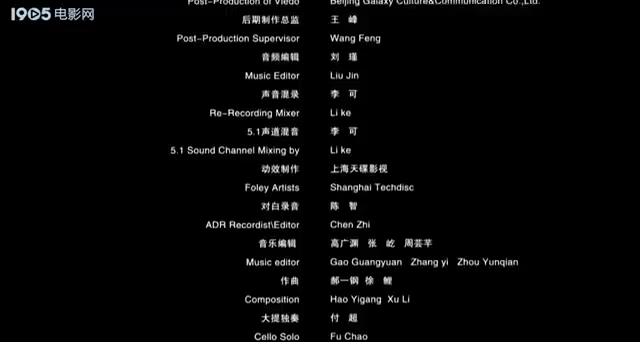 1905电影网
Post-Production of Viedo Beijing Galaxy Culture&Communication Co.,Ltd.
后期制作总监 王 峰
Post-Production Supervisor Wang Feng
音频编辑 刘 瑾
Music Editor Liu Jin
声音混录 李 可
Re-Recording Mixer Li ke
5.1声道混音 李 可
5.1 Sound Channel Mixing by Li ke
动效制作 上海天碟影视
Foley Artists Shanghai Techdisc
对白录音 陈 智
ADR Recordist\Editor Chen Zhi
音乐编辑 高广渊 张 屹 周芸芊
Music editor Gao Guangyuan Zhang yi Zhou Yunqian
作曲 郝一钢 徐 鲤
Composition Hao Yigang Xu Li
大提独奏 付 超
Cello Solo Fu Chao